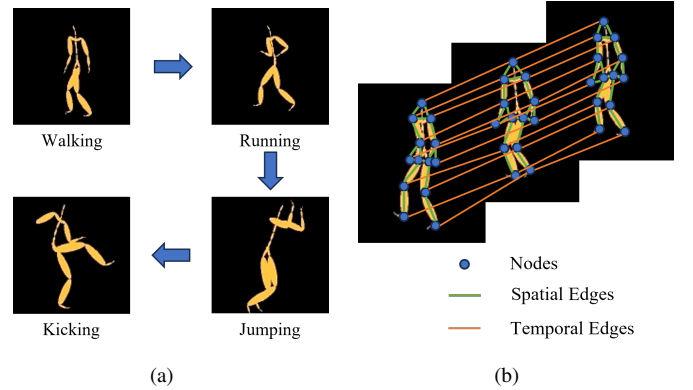 Walking
Running
Kicking
Jumping
Nodes
Spatial Edges
Temporal Edges
(a)
(b)